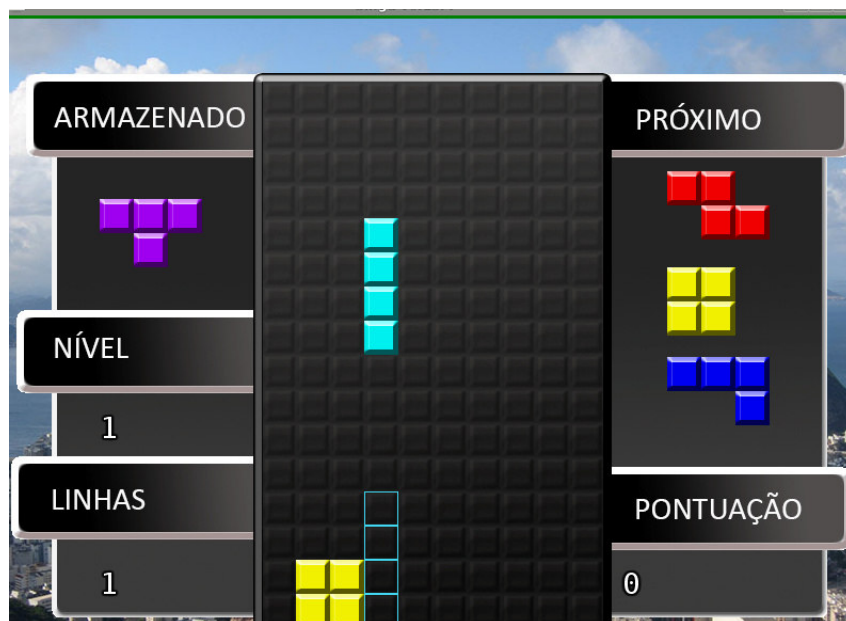 ARMAZENADO
NÍVEL
1
LINHAS
1
PRÓXIMO
PONTUAÇÃO
0